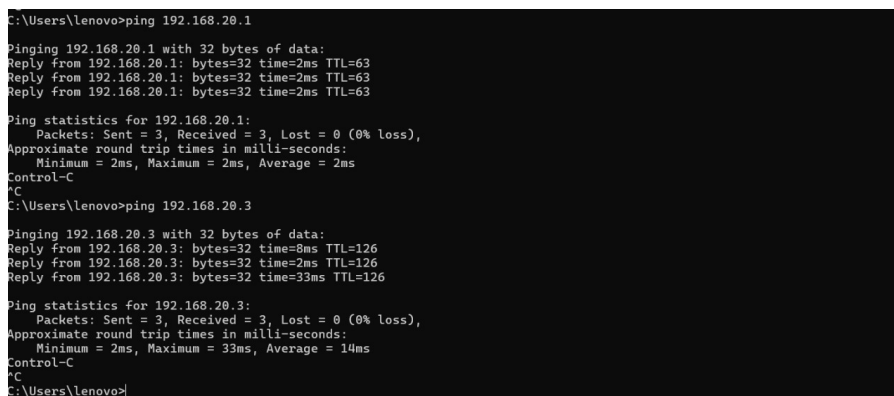 C:\Users\lenovo>ping 192.168.20.1
Pinging 192.168.20.1 with 32 bytes of data:
Reply from 192.168.20.1: bytes=32 time=2ms TTL=63
Reply from 192.168.20.1: bytes=32 time=2ms TTL=63
Reply from 192.168.20.1: bytes=32 time=2ms TTL=63
Ping statistics for 192.168.20.1:
    Packets: Sent = 3, Received = 3, Lost = 0 (0% loss),
Approximate round trip times in milli-seconds:
    Minimum = 2ms, Maximum = 2ms, Average = 2ms
Control-C
^C
C:\Users\lenovo>ping 192.168.20.3
Pinging 192.168.20.3 with 32 bytes of data:
Reply from 192.168.20.3: bytes=32 time=8ms TTL=126
Reply from 192.168.20.3: bytes=32 time=2ms TTL=126
Reply from 192.168.20.3: bytes=32 time=33ms TTL=126
Ping statistics for 192.168.20.3:
    Packets: Sent = 3, Received = 3, Lost = 0 (0% loss),
Approximate round trip times in milli-seconds:
    Minimum = 2ms, Maximum = 33ms, Average = 14ms
Control-C
^C
C:\Users\lenovo>